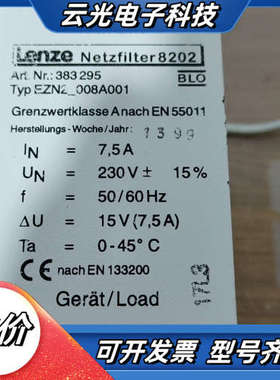 云光电子科技
Lenze Netzfilter 8202
Art. Nr.: 383295
BLO
Typ EZN2_008A001
Grenzwertklasse A nach EN 55011
Herstellungs - Woche / Jahr: 1399
IN = 7,5 A
UN = 230 V ± 15%
f = 50/60 Hz
ΔU = 15 V (7,5 A)
Ta = 0-45° C
CE nach EN 133200
Gerät/Load
价
可开发票 型号齐